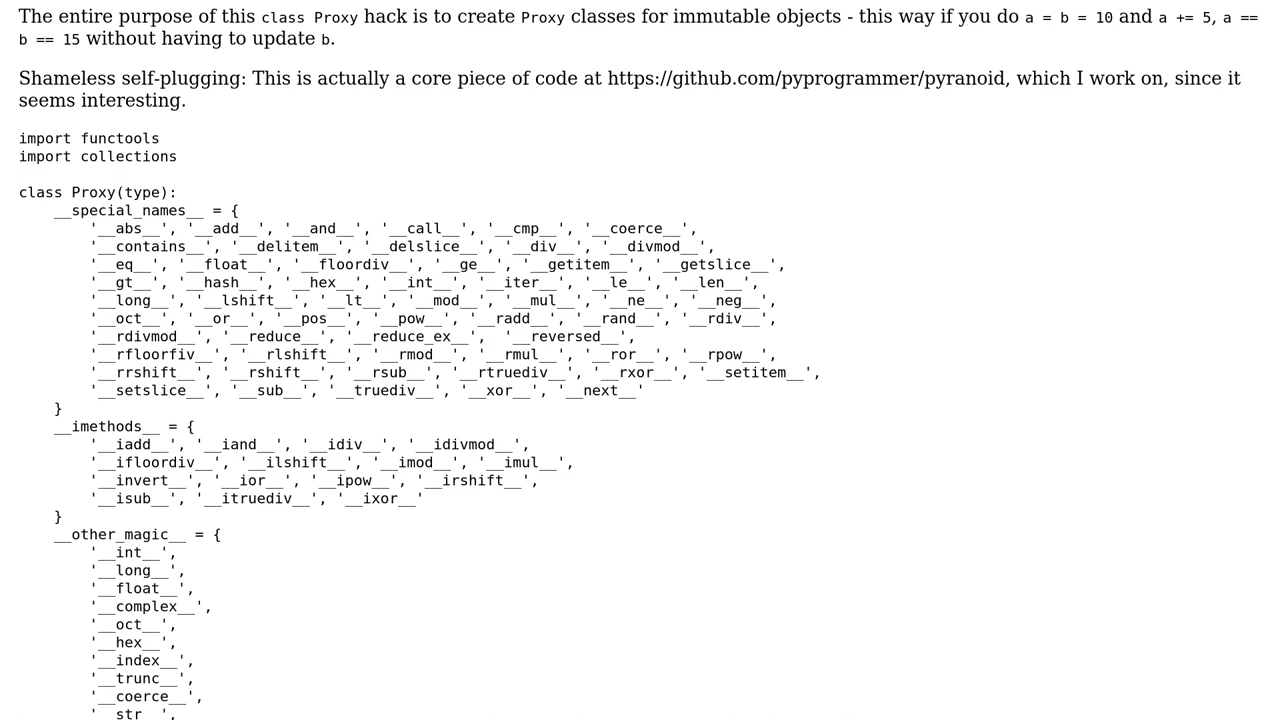 The entire purpose of this class Proxy hack is to create Proxy classes for immutable objects - this way if you do a = b = 10 and a += 5, a ==
b == 15 without having to update b.
Shameless self-plugging: This is actually a core piece of code at https://github.com/pyprogrammer/pyranoid, which I work on, since it
seems interesting.
import functools
import collections
class Proxy(type):
    __special_names__ = {
        '__abs__', '__add__', '__and__', '__call__', '__cmp__', '__coerce__',
        '__contains__', '__delitem__', '__delslice__', '__div__', '__divmod__',
        '__eq__', '__float__', '__floordiv__', '__ge__', '__getitem__', '__getslice__',
        '__gt__', '__hash__', '__hex__', '__int__', '__iter__', '__le__', '__len__',
        '__long__', '__lshift__', '__lt__', '__mod__', '__mul__', '__ne__', '__neg__',
        '__oct__', '__or__', '__pos__', '__pow__', '__radd__', '__rand__', '__rdiv__',
        '__rdivmod__', '__reduce__', '__reduce_ex__',  '__reversed__',
        '__rfloorfiv__', '__rlshift__', '__rmod__', '__rmul__', '__ror__', '__rpow__',
        '__rrshift__', '__rshift__', '__rsub__', '__rtruediv__', '__rxor__', '__setitem__',
        '__setslice__', '__sub__', '__truediv__', '__xor__', '__next__'
    }
    __imethods__ = {
        '__iadd__', '__iand__', '__idiv__', '__idivmod__',
        '__ifloordiv__', '__ilshift__', '__imod__', '__imul__',
        '__invert__', '__ior__', '__ipow__', '__irshift__',
        '__isub__', '__itruediv__', '__ixor__'
    }
    __other_magic__ = {
        '__int__',
        '__long__',
        '__float__',
        '__complex__',
        '__oct__',
        '__hex__',
        '__index__',
        '__trunc__',
        '__coerce__',
        '__str__',